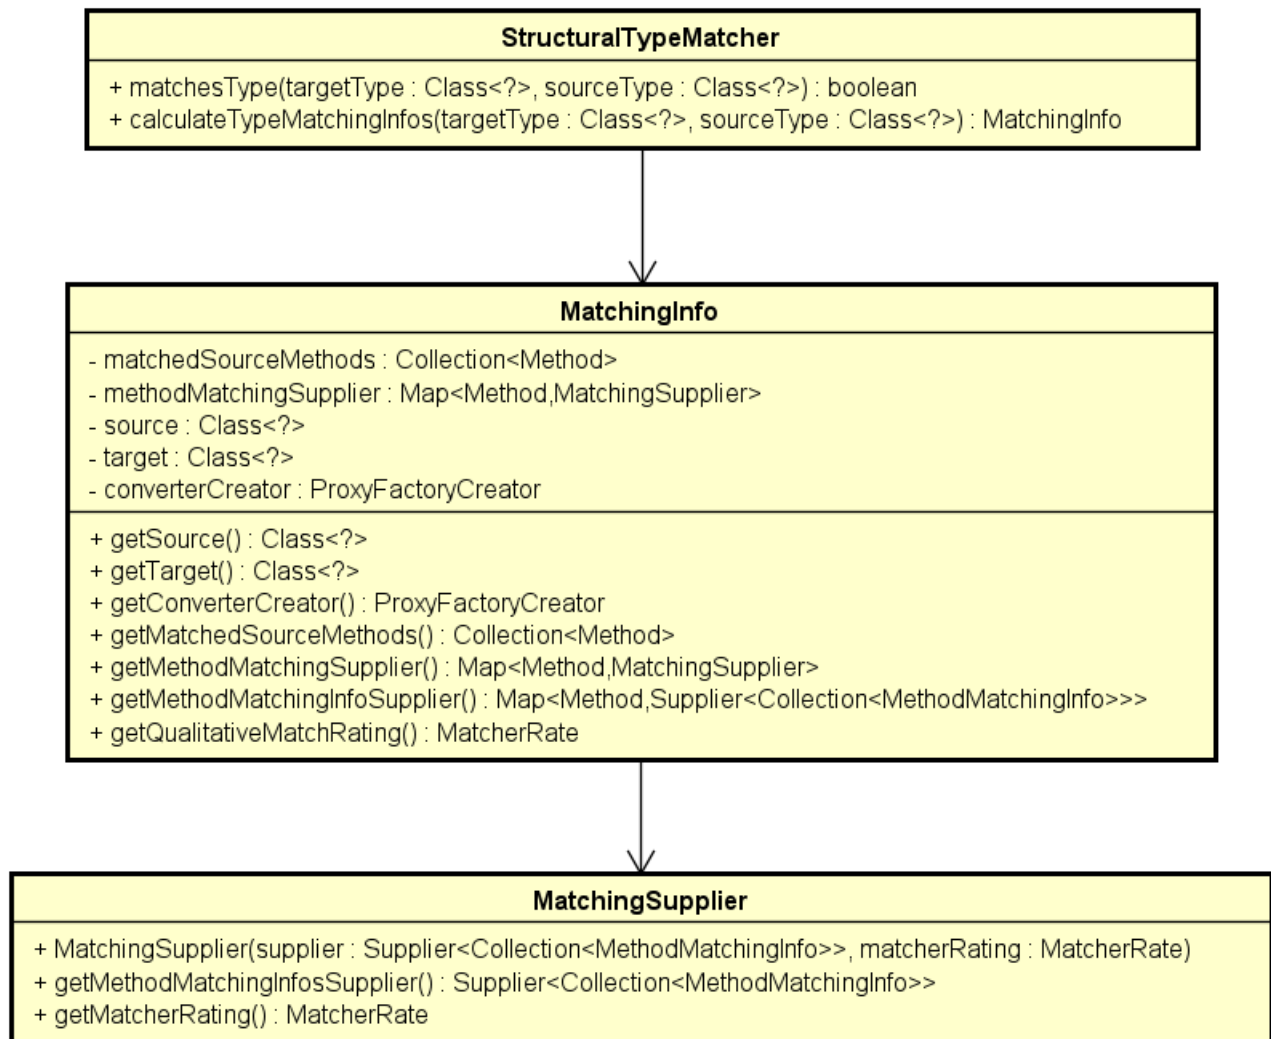 StructuralTypeMatcher
+ matchesType(targetType : Class<?>, sourceType : Class<?>) : boolean
+ calculateTypeMatchingInfos(targetType : Class<?>, sourceType : Class<?>) : MatchingInfo
MatchingInfo
- matchedSourceMethods : Collection<Method>
- methodMatchingSupplier : Map<Method,MatchingSupplier>
- source : Class<?>
- target : Class<?>
- converterCreator : ProxyFactoryCreator
+ getSource() : Class<?>
+ getTarget() : Class<?>
+ getConverterCreator() : ProxyFactoryCreator
+ getMatchedSourceMethods() : Collection<Method>
+ getMethodMatchingSupplier() : Map<Method,MatchingSupplier>
+ getMethodMatchingInfoSupplier() : Map<Method,Supplier<Collection<MethodMatchingInfo>>>
+ getQualitativeMatchRating() : MatcherRate
MatchingSupplier
+ MatchingSupplier(supplier : Supplier<Collection<MethodMatchingInfo>>, matcherRating : MatcherRate)
+ getMethodMatchingInfosSupplier() : Supplier<Collection<MethodMatchingInfo>>
+ getMatcherRating() : MatcherRate